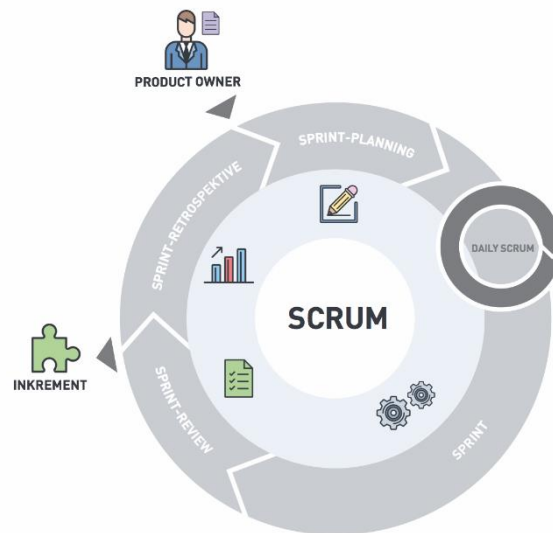 PRODUCT OWNER
SPRINT-PLANNING
SPRINT-RETROSPEKTIVE
DAILY SCRUM
SCRUM
INKREMENT
SPRINT-REVIEW
SPRINT